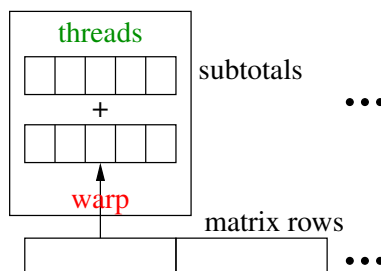 threads
subtotals
+
warp
matrix rows